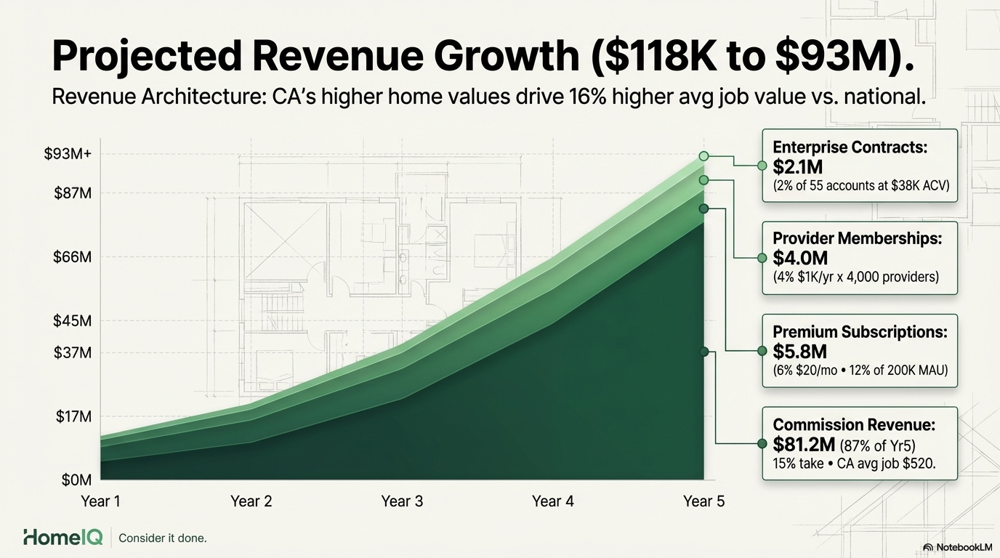 Projected Revenue Growth ($118K to $93M).
Revenue Architecture: CA's higher home values drive 16% higher avg job value vs. national.
$93M+
$87M
$66M
$45M
$37M
$17M
$0M
Year 1
Year 2
Year 3
Year 4
Year 5
Enterprise Contracts:
$2.1M
(2% of 55 accounts at $38K ACV)
Provider Memberships:
$4.0M
(4% $1K/yr x 4,000 providers)
Premium Subscriptions:
$5.8M
(6% $20/mo • 12% of 200K MAU)
Commission Revenue:
$81.2M (87% of Yr5)
15% take • CA avg job $520.
HomeIQ
Consider it done.
NotebookLM